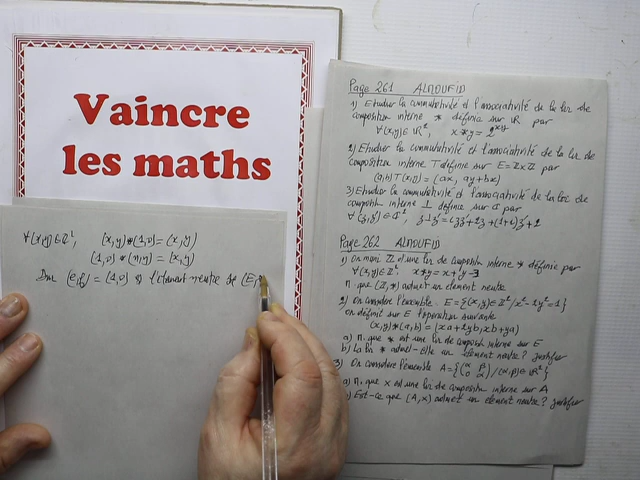 Vaincre
les maths
∀(x,y)∈ℤ², (x,y)*(1,0)=(x,y)
(1,0)*(x,y)=(x,y)
Donc (e,f)=(1,0) est l'élément neutre de (E,*
Page 261 ALMOUFID
1) Etudier la commutativité et l'associativité de la loi de
composition interne * définie sur ℝ par
∀(x,y)∈ℝ², x*y=2^xy
2) Etudier la commutativité et l'associativité de la loi de
composition interne T définie sur E=ℤ×ℤ par
(a,b)T(x,y)=(ax, ay+bx)
3) Etudier la commutativité et l'associativité de la loi de
composit interne ⊥ définie sur ℂ par
Page 262 ALMOUFID
1) On muni ℤ d'une loi de composition interne * définie par
∀(x,y)∈ℤ² x*y=x+y-3
M. que (ℤ,*) admet un élément neutre
2) On considère l'ensemble E={(x,y)∈ℤ²/x²-2y²=1}
On définit sur E l'opération suivante
(x,y)*(a,b)=(xa+2yb,xb+ya)
a) M. que * est une loi de composit interne sur E
b) La loi * admet-elle un élément neutre? justifier
3) On considère l'ensemble A={(α β
0 α)/(α,β)∈ℝ²}
a) M. que × est une loi de composition interne sur A
) Est-ce que (A,×) admet un élément neutre? justifier